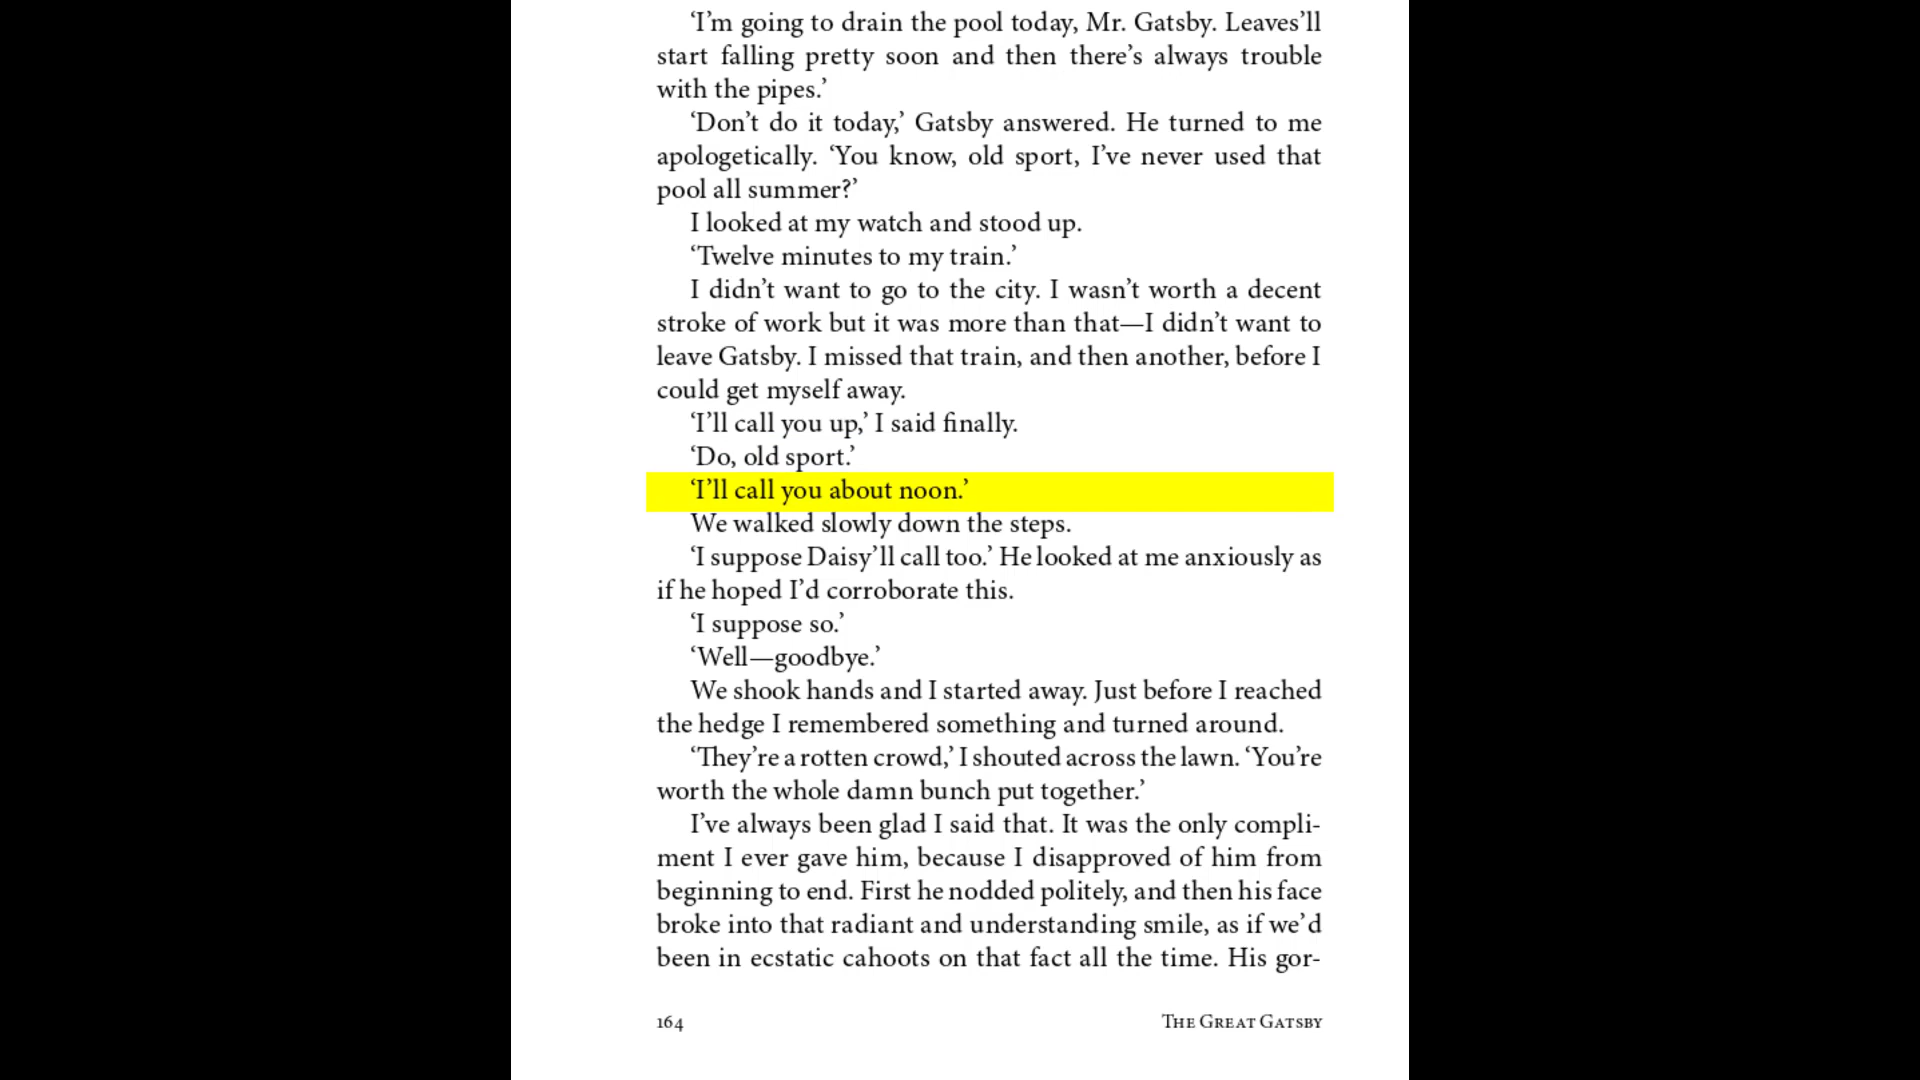 ‘I’m going to drain the pool today, Mr. Gatsby. Leaves’ll
start falling pretty soon and then there’s always trouble
with the pipes.’
‘Don’t do it today,’ Gatsby answered. He turned to me
apologetically. ‘You know, old sport, I’ve never used that
pool all summer?’
I looked at my watch and stood up.
‘Twelve minutes to my train.’
I didn’t want to go to the city. I wasn’t worth a decent
stroke of work but it was more than that—I didn’t want to
leave Gatsby. I missed that train, and then another, before I
could get myself away.
‘I’ll call you up,’ I said finally.
‘Do, old sport.’
‘I’ll call you about noon.’
We walked slowly down the steps.
‘I suppose Daisy’ll call too.’ He looked at me anxiously as
if he hoped I’d corroborate this.
‘I suppose so.’
‘Well—goodbye.’
We shook hands and I started away. Just before I reached
the hedge I remembered something and turned around.
‘They’re a rotten crowd,’ I shouted across the lawn. ‘You’re
worth the whole damn bunch put together.’
I’ve always been glad I said that. It was the only compli-
ment I ever gave him, because I disapproved of him from
beginning to end. First he nodded politely, and then his face
broke into that radiant and understanding smile, as if we’d
been in ecstatic cahoots on that fact all the time. His gor-
164 The Great Gatsby